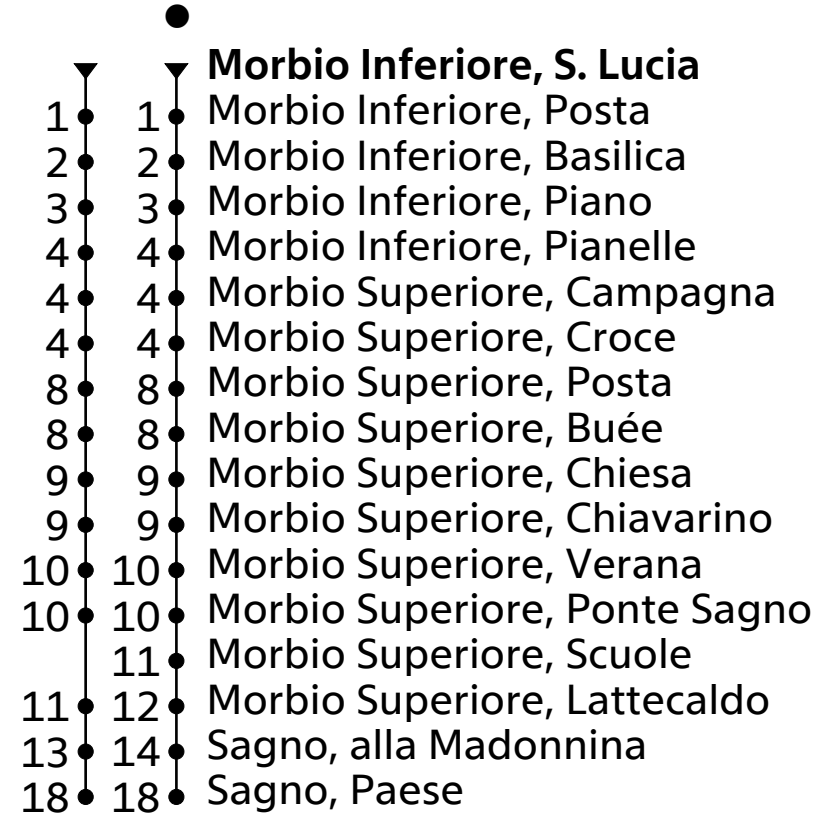 Morbio Inferiore, S. Lucia
1 1 Morbio Inferiore, Posta
2 2 Morbio Inferiore, Basilica
3 3 Morbio Inferiore, Piano
4 4 Morbio Inferiore, Pianelle
4 4 Morbio Superiore, Campagna
4 4 Morbio Superiore, Croce
8 8 Morbio Superiore, Posta
8 8 Morbio Superiore, Buée
9 9 Morbio Superiore, Chiesa
9 9 Morbio Superiore, Chiavarino
10 10 Morbio Superiore, Verana
10 10 Morbio Superiore, Ponte Sagno
11 Morbio Superiore, Scuole
11 12 Morbio Superiore, Lattecaldo
13 14 Sagno, alla Madonnina
18 18 Sagno, Paese